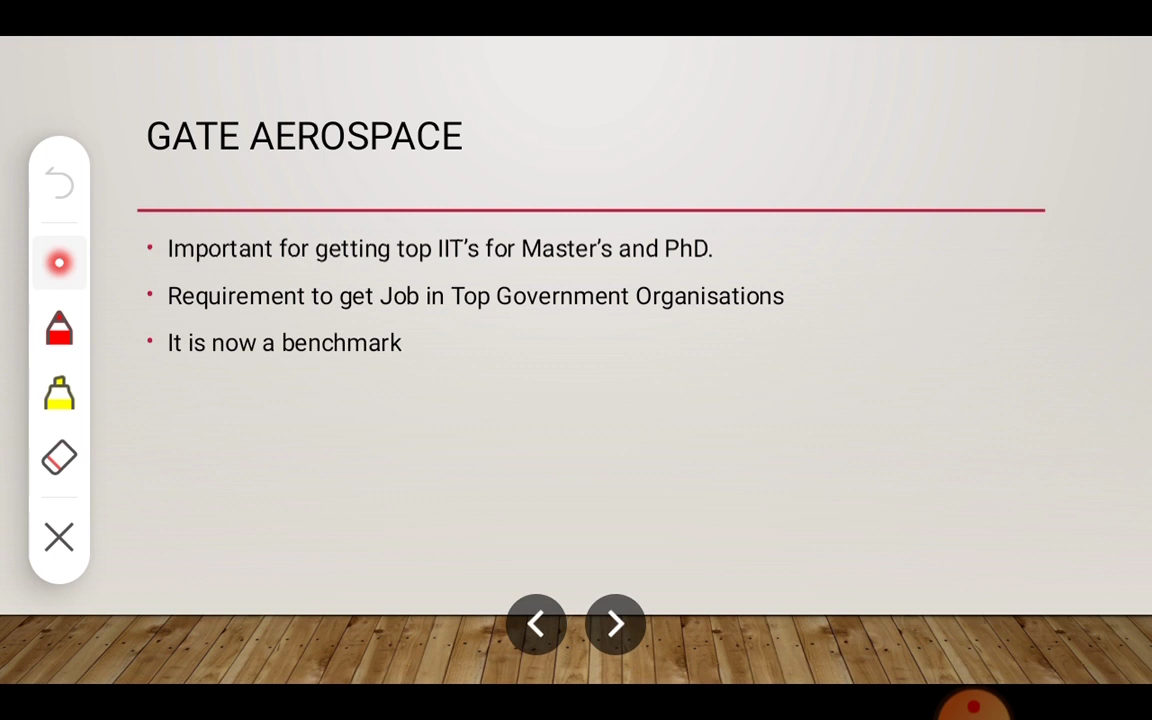 GATE AEROSPACE
• Important for getting top IIT’s for Master’s and PhD.
• Requirement to get Job in Top Government Organisations
• It is now a benchmark